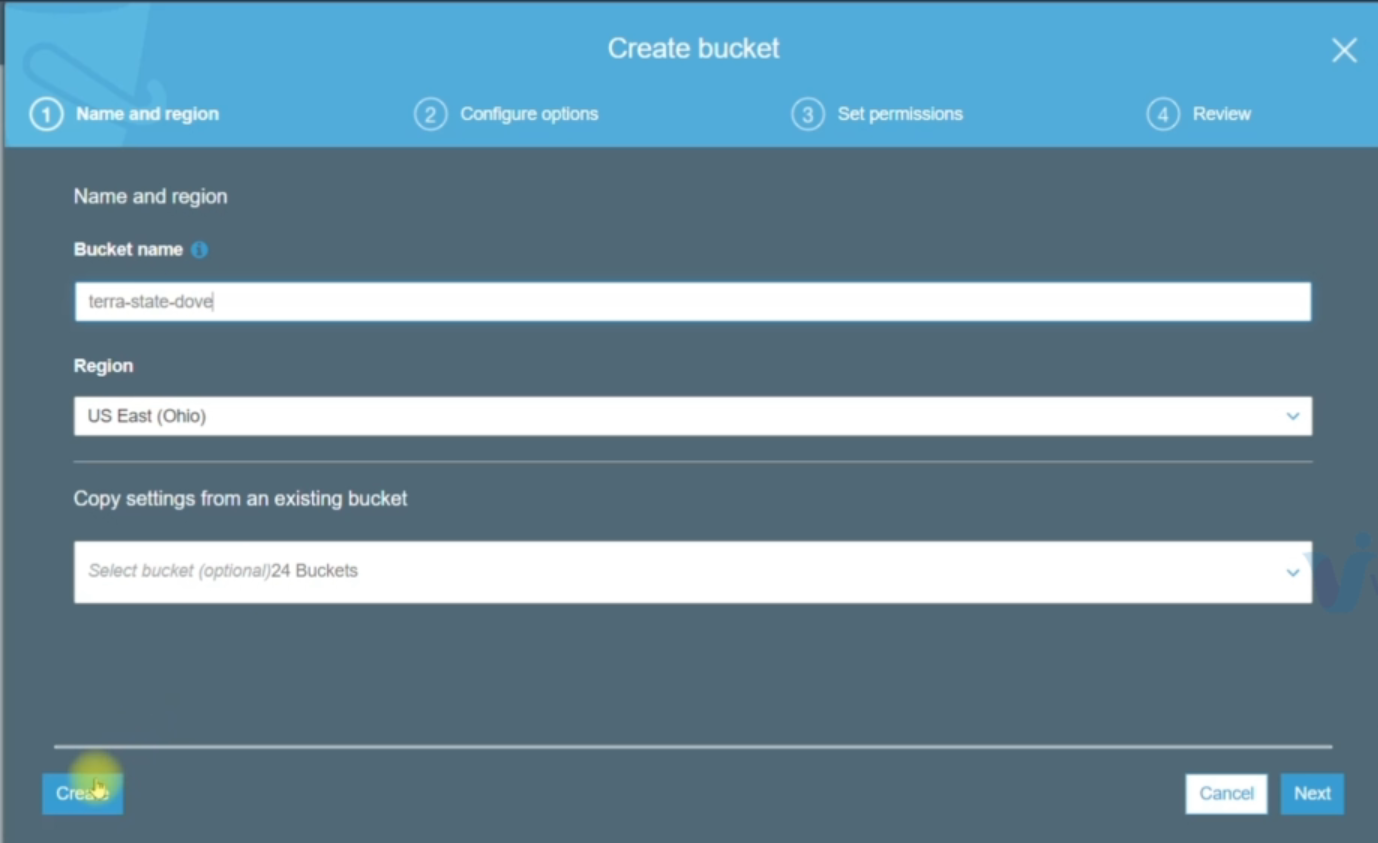 Create bucket
1 Name and region 2 Configure options 3 Set permissions 4 Review
Name and region
Bucket name
terra-state-dove
Region
US East (Ohio)
Copy settings from an existing bucket
Select bucket (optional)24 Buckets
Create Cancel Next